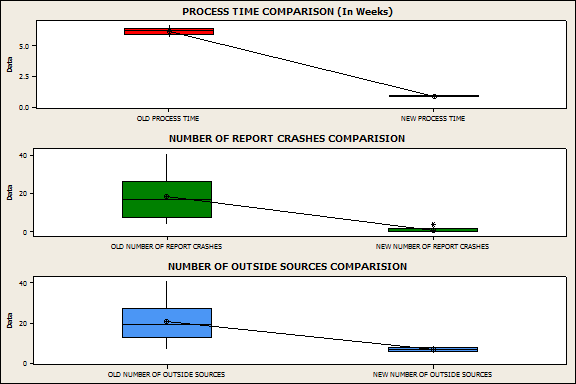 PROCESS TIME COMPARISON (In Weeks)
5.0
2.5
0.0
Data
OLD PROCESS TIME
NEW PROCESS TIME
NUMBER OF REPORT CRASHES COMPARISION
40
20
0
Data
OLD NUMBER OF REPORT CRASHES
NEW NUMBER OF REPORT CRASHES
NUMBER OF OUTSIDE SOURCES COMPARISION
40
20
0
Data
OLD NUMBER OF OUTSIDE SOURCES
NEW NUMBER OF OUTSIDE SOURCES